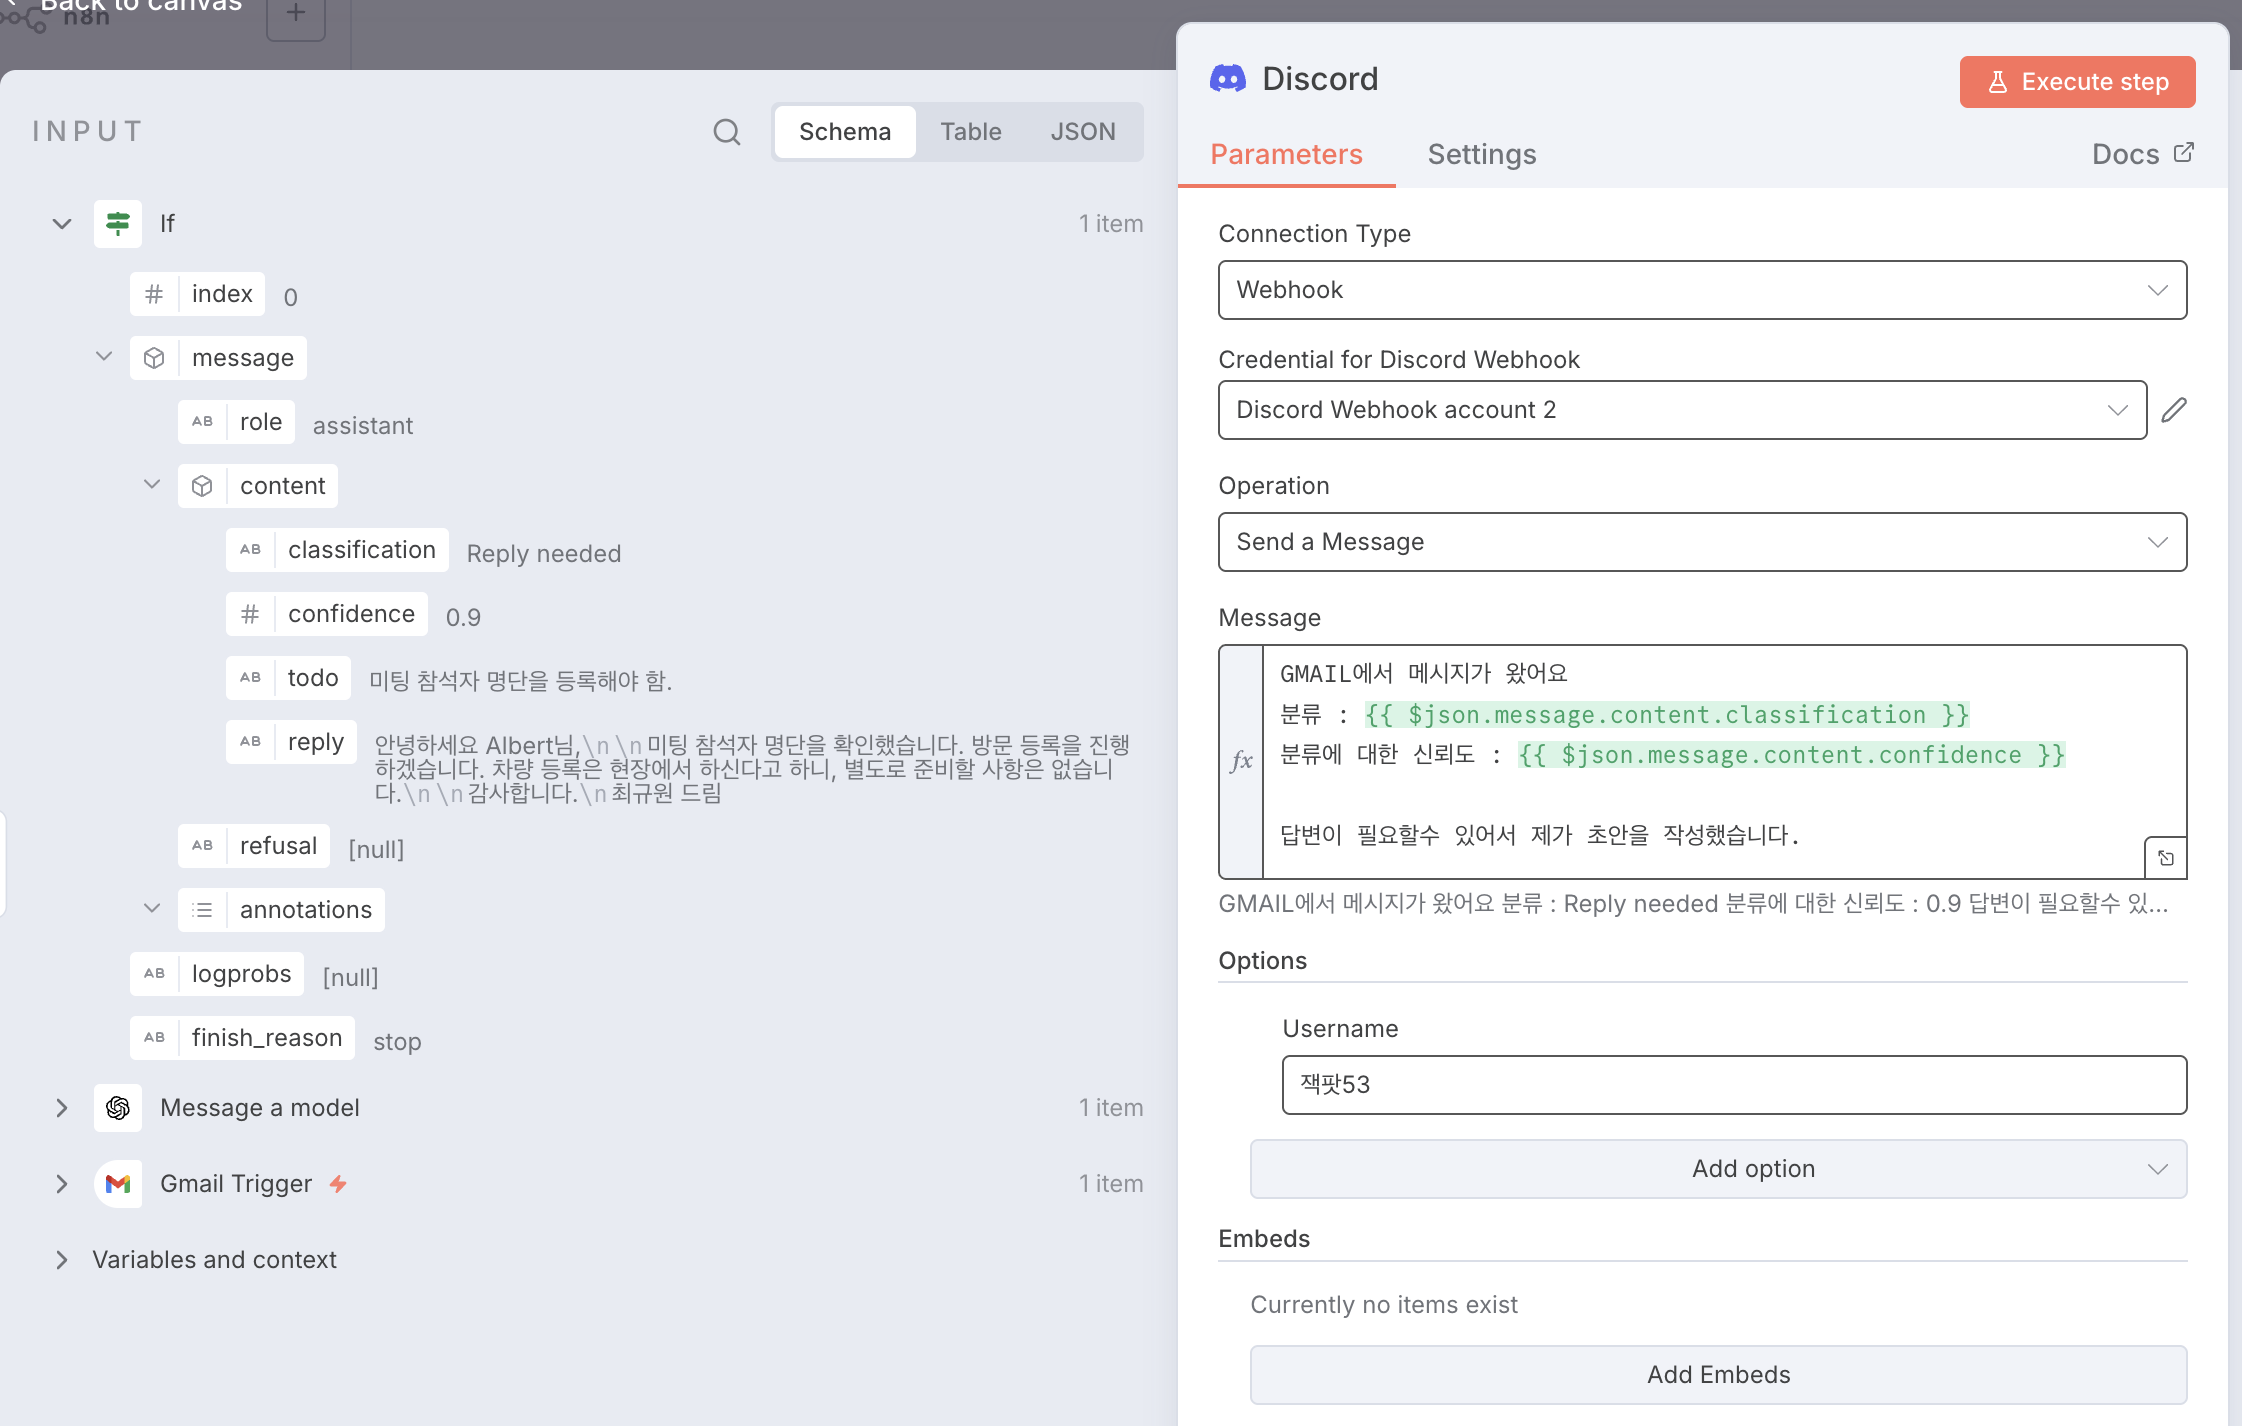 Back to canvas
n8n
+
INPUT
Schema
Table
JSON
If
1 item
# index
0
message
AB role
assistant
content
AB classification
Reply needed
# confidence
0.9
AB todo
미팅 참석자 명단을 등록해야 함.
AB reply
안녕하세요 Albert님,\n\n미팅 참석자 명단을 확인했습니다. 방문 등록을 진행
하겠습니다. 차량 등록은 현장에서 하신다고 하니, 별도로 준비할 사항은 없습니
다.\n\n감사합니다.\n최규원 드림
AB refusal
[null]
annotations
AB logprobs
[null]
AB finish_reason
stop
Message a model
1 item
Gmail Trigger
1 item
Variables and context
Discord
Execute step
Parameters
Settings
Docs
Connection Type
Webhook
Credential for Discord Webhook
Discord Webhook account 2
Operation
Send a Message
Message
fx
GMAIL에서 메시지가 왔어요
분류 : {{ $json.message.content.classification }}
분류에 대한 신뢰도 : {{ $json.message.content.confidence }}
답변이 필요할수 있어서 제가 초안을 작성했습니다.
GMAIL에서 메시지가 왔어요 분류 : Reply needed 분류에 대한 신뢰도 : 0.9 답변이 필요할수 있...
Options
Username
잭팟53
Add option
Embeds
Currently no items exist
Add Embeds